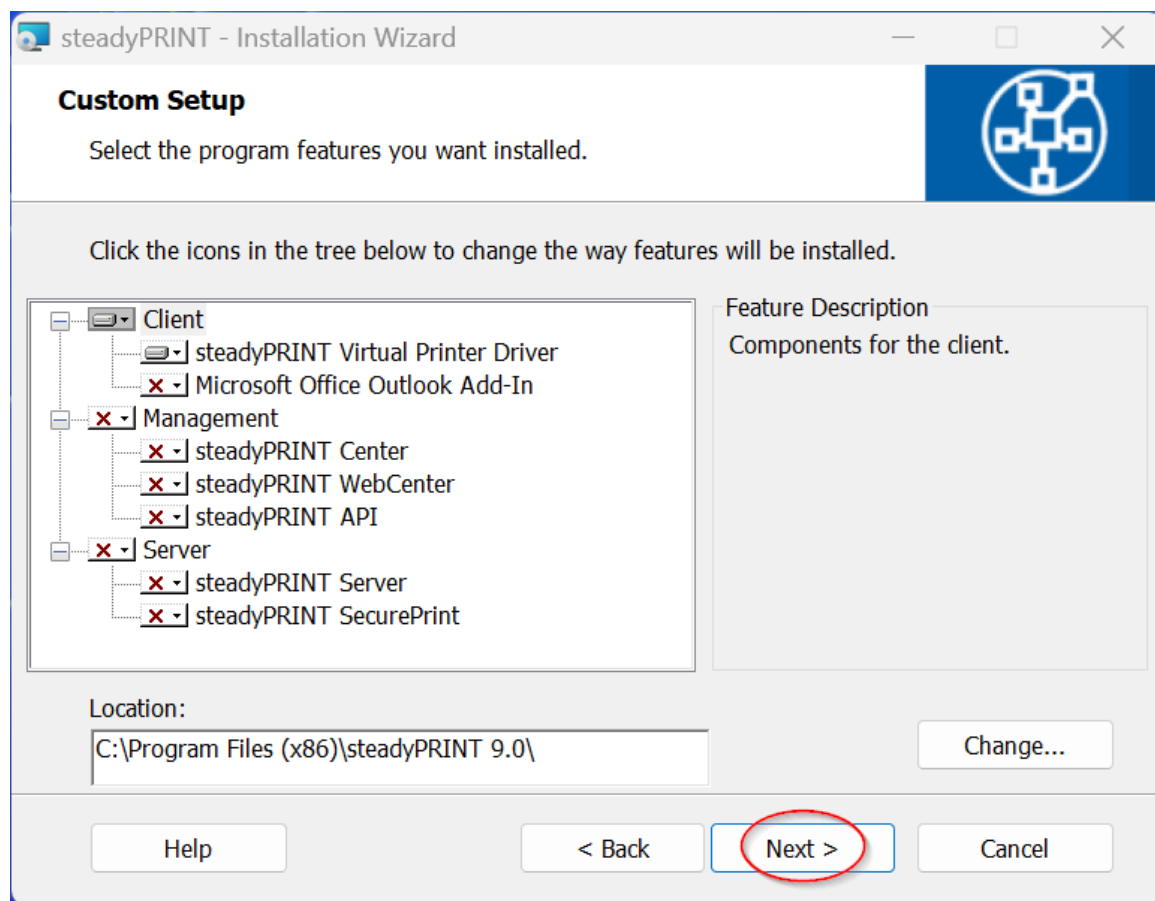 steadyPRINT - Installation Wizard
Custom Setup
Select the program features you want installed.
Click the icons in the tree below to change the way features will be installed.
Client
steadyPRINT Virtual Printer Driver
Microsoft Office Outlook Add-In
Management
steadyPRINT Center
steadyPRINT WebCenter
steadyPRINT API
Server
steadyPRINT Server
steadyPRINT SecurePrint
Feature Description
Components for the client.
Location:
C:\Program Files (x86)\steadyPRINT 9.0\
Change...
Help
< Back
Next >
Cancel